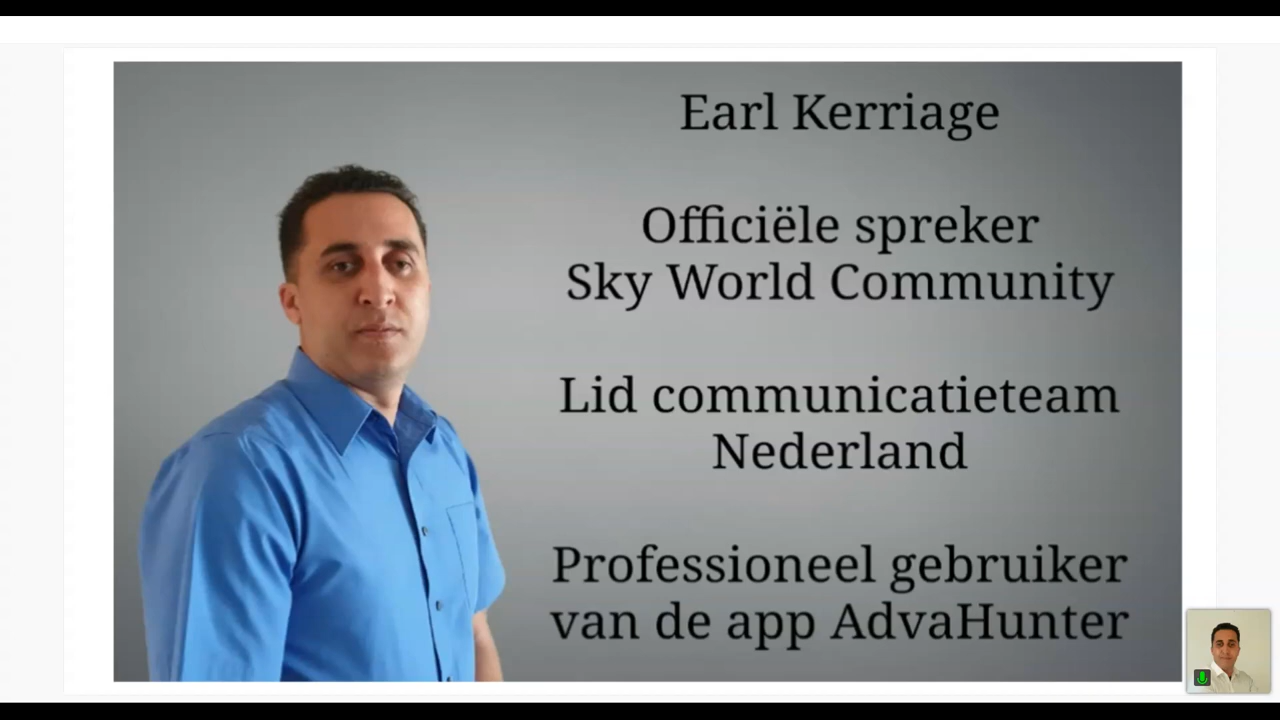 Earl Kerriage
Officiële spreker
Sky World Community
Lid communicatieteam
Nederland
Professioneel gebruiker
van de app AdvaHunter